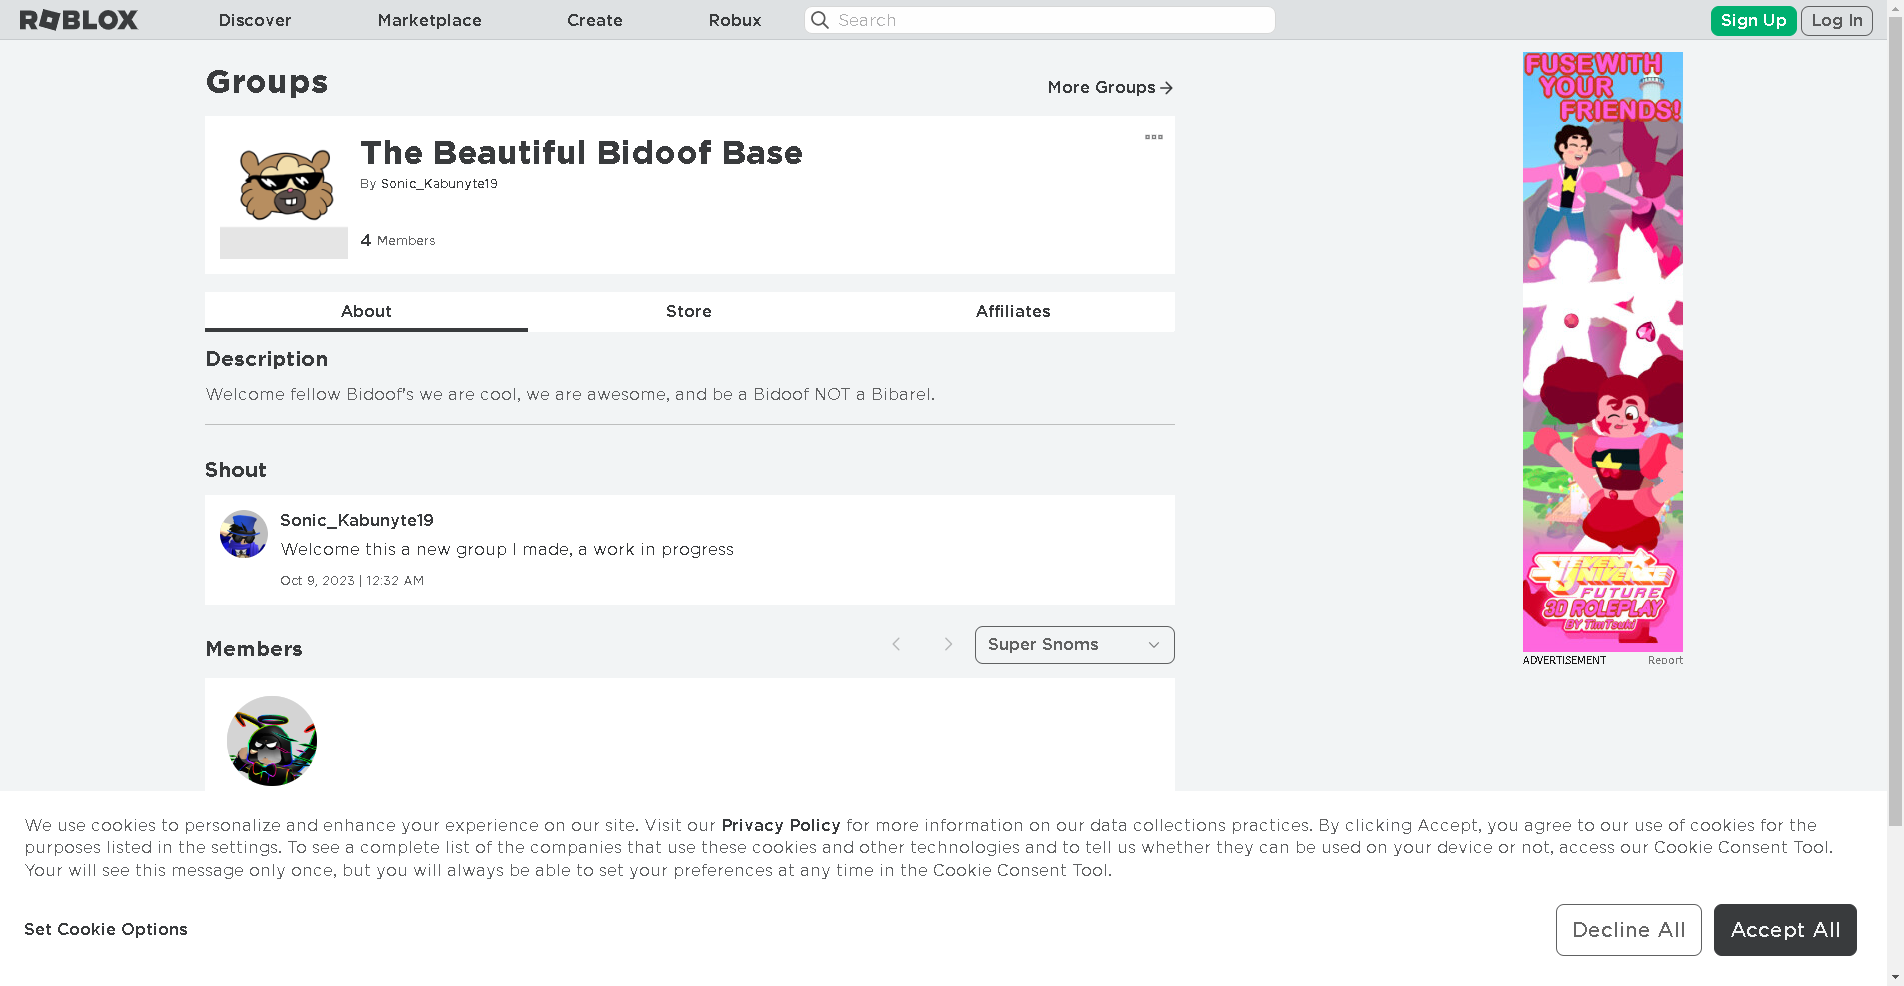 ROBLOX
Discover
Marketplace
Create
Robux
Search
Sign Up
Log In
Groups
More Groups
The Beautiful Bidoof Base
By Sonic_Kabunyte19
4 Members
About
Store
Affiliates
Description
Welcome fellow Bidoof's we are cool, we are awesome, and be a Bidoof NOT a Bibarel.
Shout
Sonic_Kabunyte19
Welcome this a new group I made, a work in progress
Oct 9, 2023 | 12:32 AM
Members
Super Snoms
FUSE WITH
YOUR
FRIENDS!
STEVEN
UNIVERSE
FUTURE
3D ROLEPLAY
BY TimTsuki
ADVERTISEMENT
Report
We use cookies to personalize and enhance your experience on our site. Visit our Privacy Policy for more information on our data collections practices. By clicking Accept, you agree to our use of cookies for the
purposes listed in the settings. To see a complete list of the companies that use these cookies and other technologies and to tell us whether they can be used on your device or not, access our Cookie Consent Tool.
Your will see this message only once, but you will always be able to set your preferences at any time in the Cookie Consent Tool.
Set Cookie Options
Decline All
Accept All